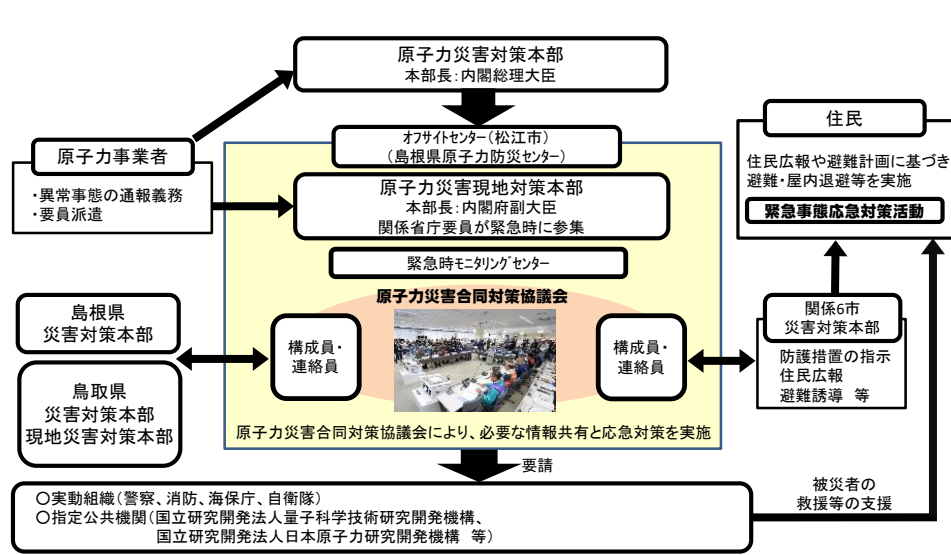 原子力災害対策本部
本部長：内閣総理大臣
オフサイトセンター（松江市）
（島根県原子力防災センター）
原子力事業者
・異常事態の通報義務
・要員派遣
原子力災害現地対策本部
本部長：内閣府副大臣
関係省庁要員が緊急時に参集
緊急時モニタリングセンター
住民
住民広報や避難計画に基づき
避難・屋内退避等を実施
緊急事態応急対策活動
原子力災害合同対策協議会
島根県
災害対策本部
鳥取県
災害対策本部
現地災害対策本部
構成員・
連絡員
構成員・
連絡員
関係6市
災害対策本部
防護措置の指示
住民広報
避難誘導　等
原子力災害合同対策協議会により、必要な情報共有と応急対策を実施
要請
○実動組織（警察、消防、海保庁、自衛隊）
○指定公共機関（国立研究開発法人量子科学技術研究開発機構、
国立研究開発法人日本原子力研究開発機構　等）
被災者の
救援等の支援